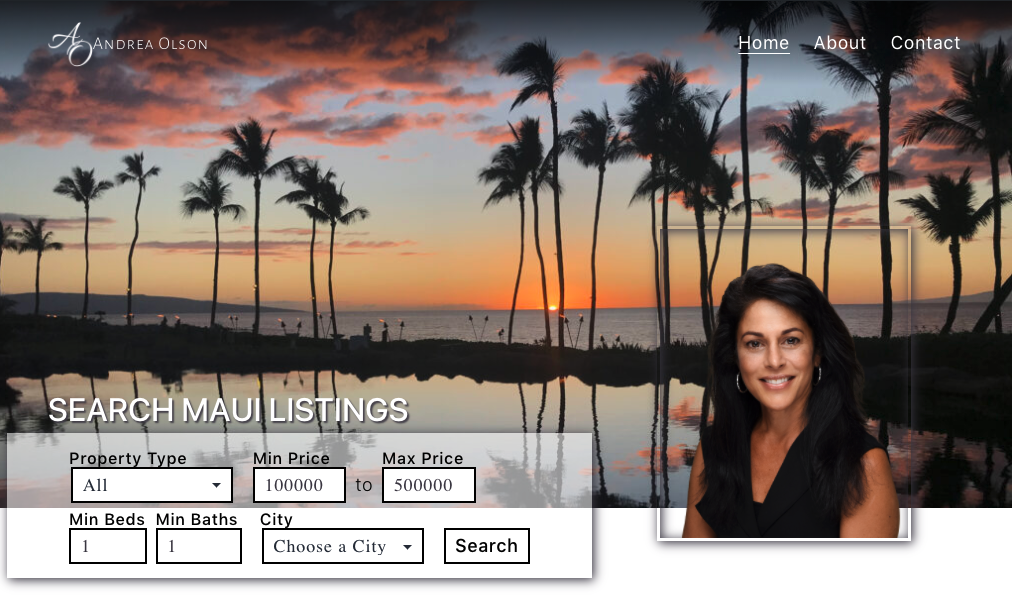 AO ANDREA OLSON
Home About Contact
SEARCH MAUI LISTINGS
Property Type Min Price Max Price
All 100000 to 500000
Min Beds Min Baths City
1 1 Choose a City Search